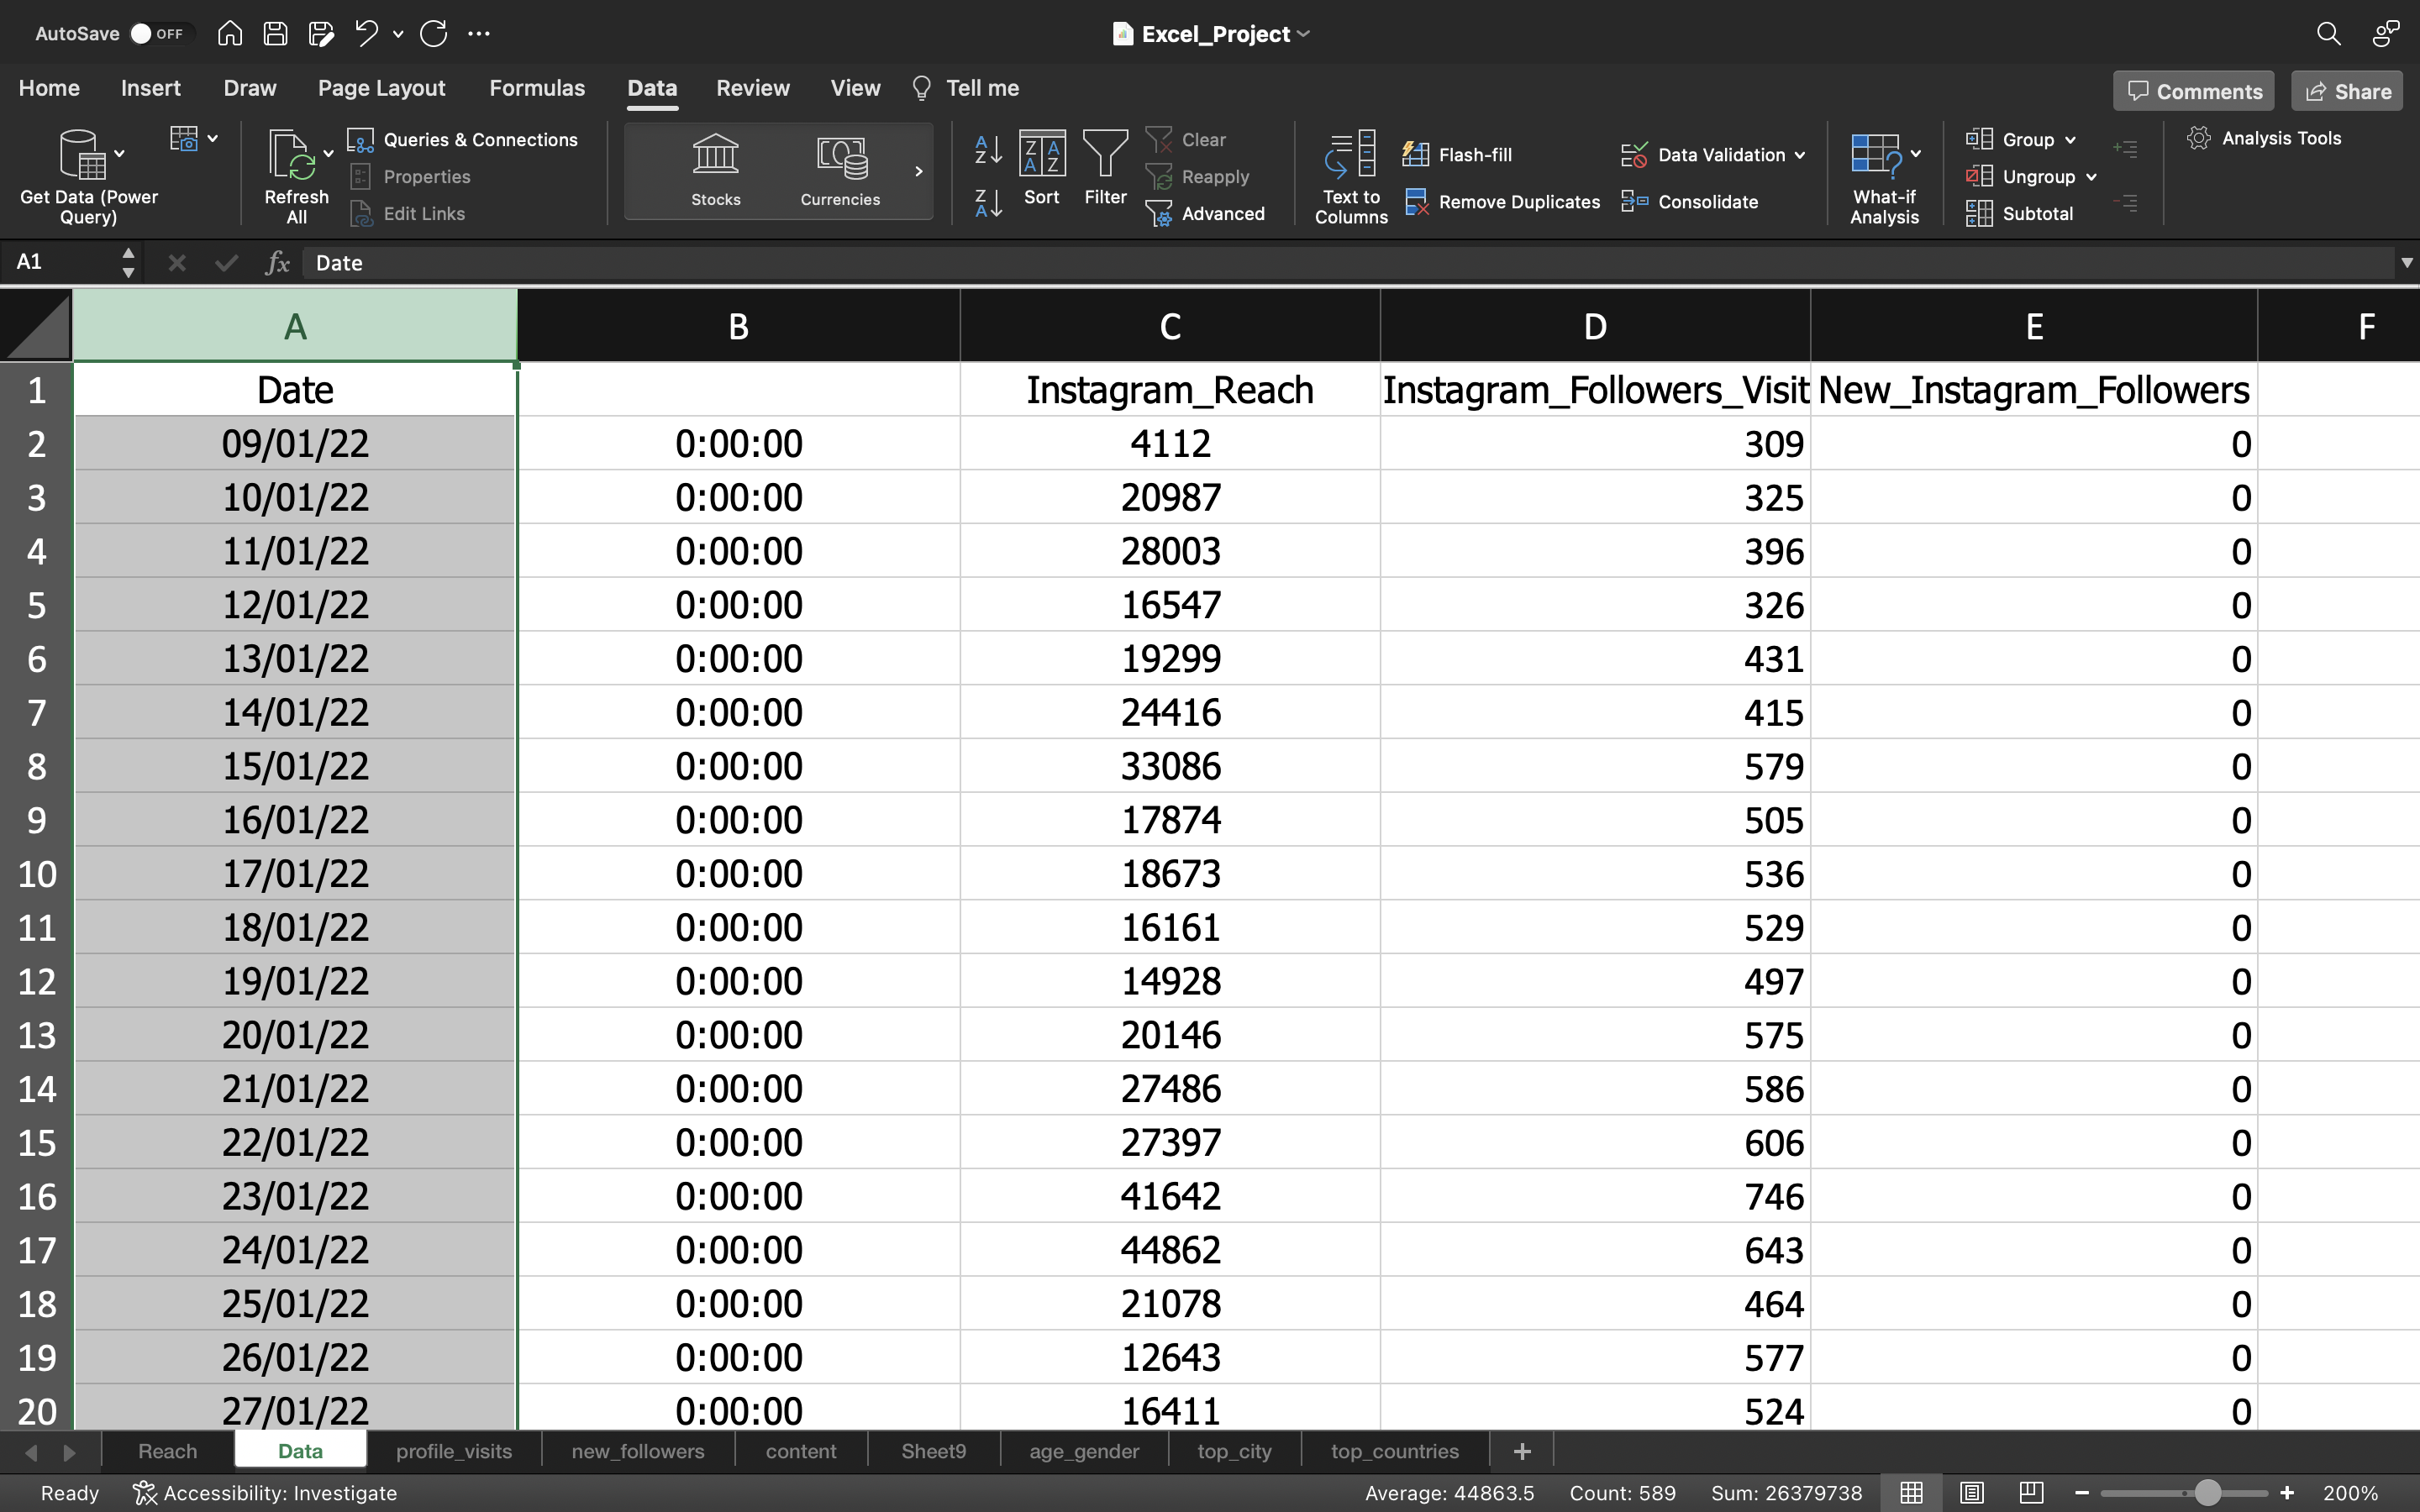 AutoSave OFF Excel_Project
Home Insert Draw Page Layout Formulas Data Review View Tell me Comments Share
Get Data (Power Query) Refresh All Queries & Connections Properties Edit Links Stocks Currencies Sort Filter Clear Reapply Advanced Text to Columns Flash-fill Remove Duplicates Data Validation Consolidate What-if Analysis Group Ungroup Subtotal Analysis Tools
A1 fx Date
A B C D E F
1 Date Instagram_Reach Instagram_Followers_Visit New_Instagram_Followers
2 09/01/22 0:00:00 4112 309 0
3 10/01/22 0:00:00 20987 325 0
4 11/01/22 0:00:00 28003 396 0
5 12/01/22 0:00:00 16547 326 0
6 13/01/22 0:00:00 19299 431 0
7 14/01/22 0:00:00 24416 415 0
8 15/01/22 0:00:00 33086 579 0
9 16/01/22 0:00:00 17874 505 0
10 17/01/22 0:00:00 18673 536 0
11 18/01/22 0:00:00 16161 529 0
12 19/01/22 0:00:00 14928 497 0
13 20/01/22 0:00:00 20146 575 0
14 21/01/22 0:00:00 27486 586 0
15 22/01/22 0:00:00 27397 606 0
16 23/01/22 0:00:00 41642 746 0
17 24/01/22 0:00:00 44862 643 0
18 25/01/22 0:00:00 21078 464 0
19 26/01/22 0:00:00 12643 577 0
20 27/01/22 0:00:00 16411 524 0
Reach Data profile_visits new_followers content Sheet9 age_gender top_city top_countries +
Ready Accessibility: Investigate Average: 44863.5 Count: 589 Sum: 26379738 200%